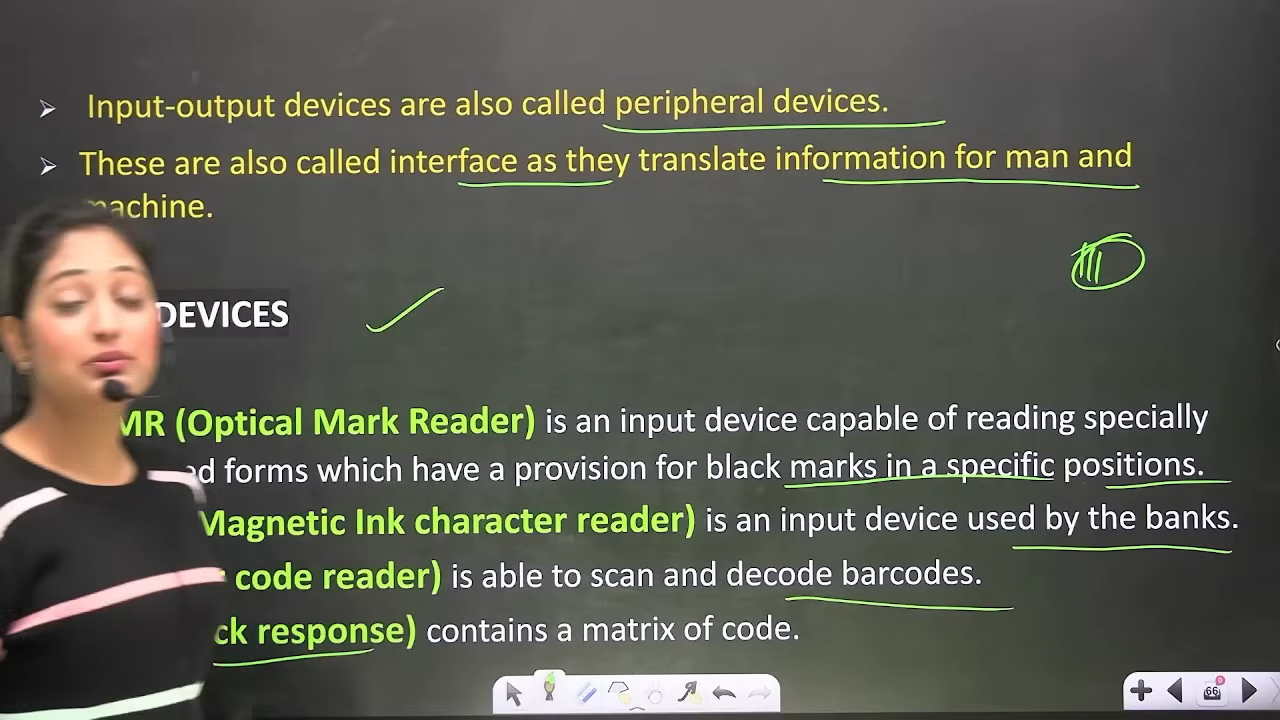 Input-output devices are also called peripheral devices.
These are also called interface as they translate information for man and
machine.
DEVICES
MR (Optical Mark Reader) is an input device capable of reading specially
forms which have a provision for black marks in a specific positions.
Magnetic Ink character reader) is an input device used by the banks.
code reader) is able to scan and decode barcodes.
response) contains a matrix of code.
66